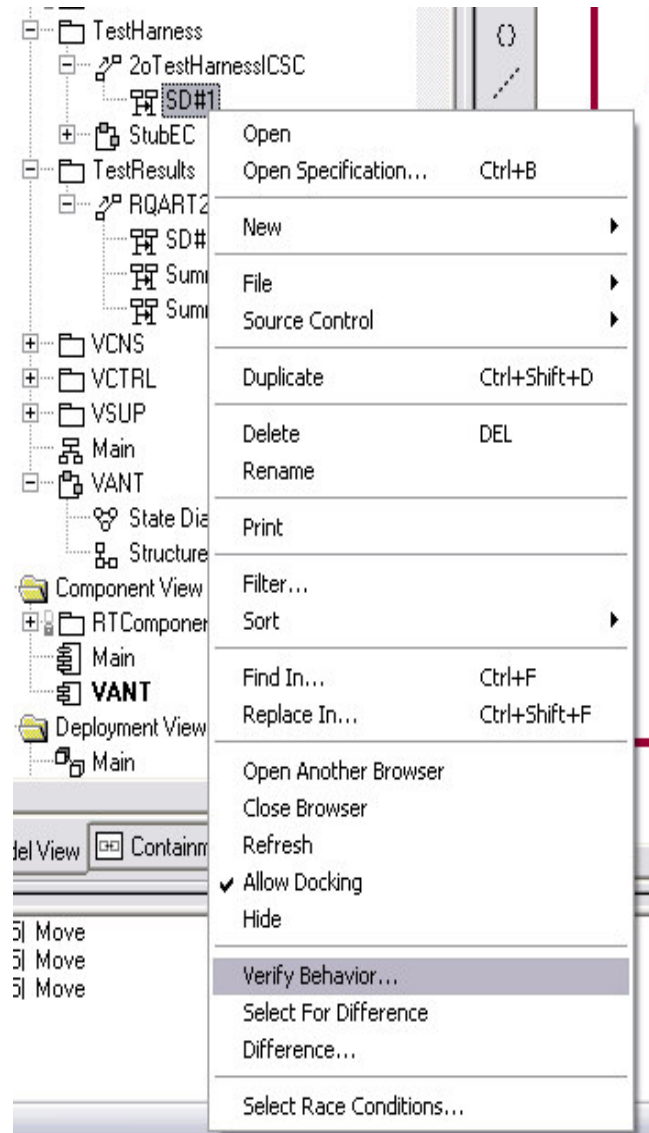 TestHarness
2oTestHarnessICSC
SD#1
StubEC
TestResults
RQART2
SD#
Sum
Sum
VCNS
VCTRL
VSUP
Main
VANT
State Dia
Structure
Component View
RTComponer
Main
VANT
Deployment View
Main
del View
Containm
5| Move
5| Move
5| Move
{}
Open
Open Specification... Ctrl+B
New
File
Source Control
Duplicate Ctrl+Shift+D
Delete DEL
Rename
Print
Filter...
Sort
Find In... Ctrl+F
Replace In... Ctrl+Shift+F
Open Another Browser
Close Browser
Refresh
Allow Docking
Hide
Verify Behavior...
Select For Difference
Difference...
Select Race Conditions...